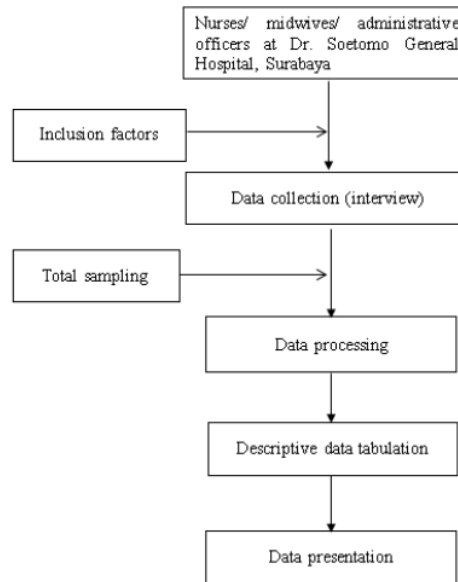 Nurses/ midwives/ administrative
officers at Dr. Soetomo General
Hospital, Surabaya
Inclusion factors
Data collection (interview)
Total sampling
Data processing
Descriptive data tabulation
Data presentation